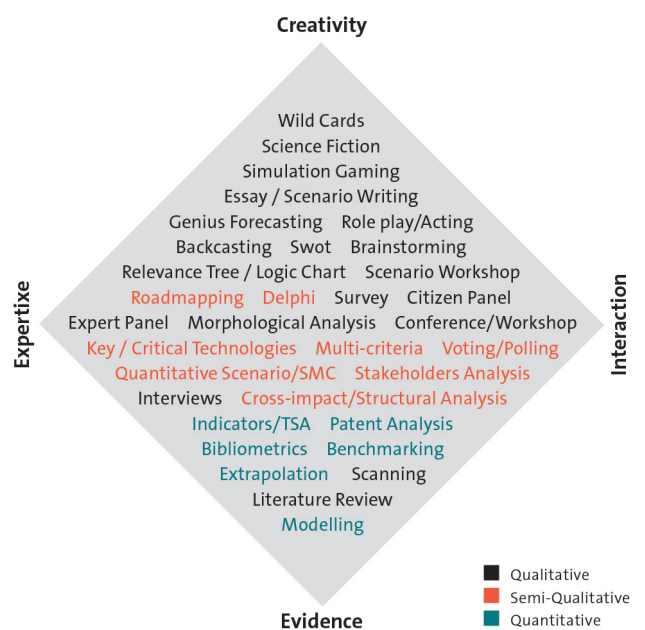 Creativity
Wild Cards
Science Fiction
Simulation Gaming
Essay / Scenario Writing
Genius Forecasting Role play/Acting
Backcasting Swot Brainstorming
Relevance Tree / Logic Chart Scenario Workshop
Roadmapping Delphi Survey Citizen Panel
Expert Panel Morphological Analysis Conference/Workshop
Key / Critical Technologies Multi-criteria Voting/Polling
Quantitative Scenario/SMC Stakeholders Analysis
Interviews Cross-impact/Structural Analysis
Indicators/TSA Patent Analysis
Bibliometrics Benchmarking
Extrapolation Scanning
Literature Review
Modelling
Expertixe
Interaction
Evidence
Qualitative
Semi-Qualitative
Quantitative